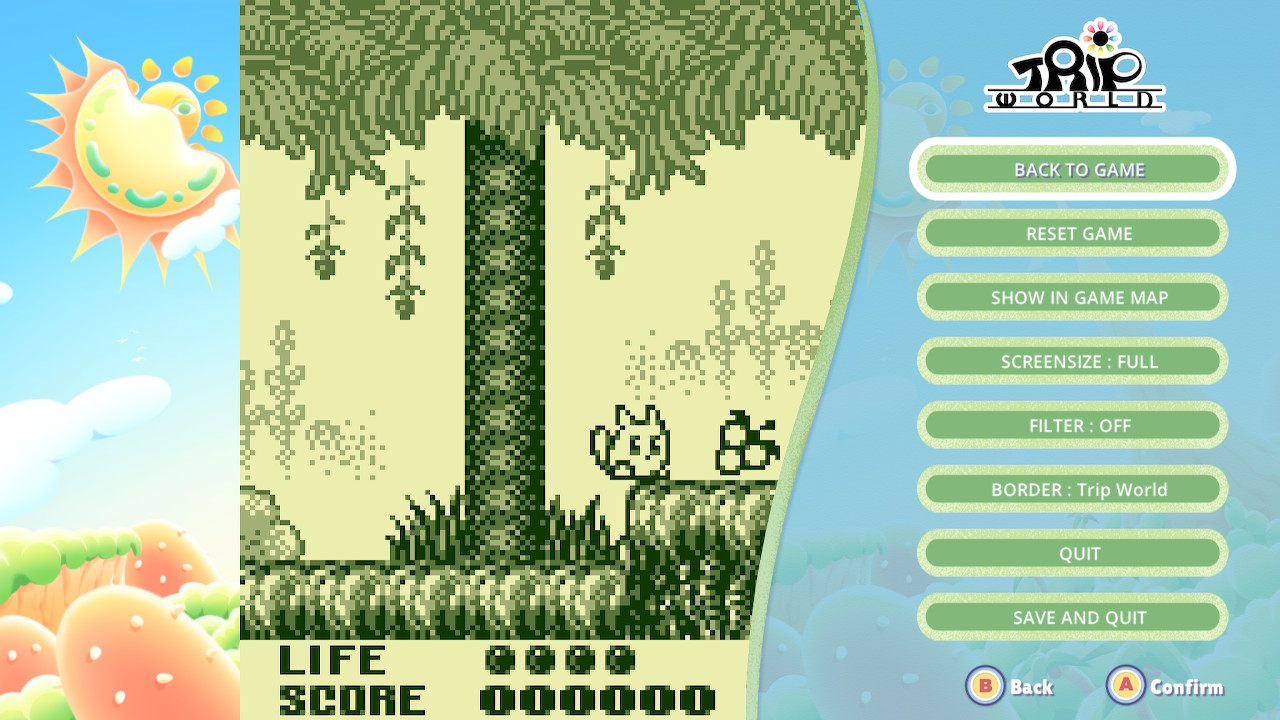 TRIP
WORLD
BACK TO GAME
RESET GAME
SHOW IN GAME MAP
SCREENSIZE : FULL
FILTER : OFF
BORDER : Trip World
QUIT
SAVE AND QUIT
B Back
A Confirm
LIFE
SCORE 000000